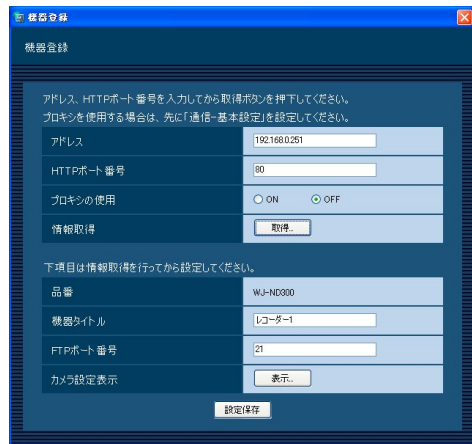 機器登録
機器登録
アドレス、HTTPポート番号を入力してから取得ボタンを押下してください。
プロキシを使用する場合は、先に「通信-基本設定」を設定してください。
アドレス 192.168.0.251
HTTPポート番号 80
プロキシの使用 ON OFF
情報取得 取得..
下項目は情報取得を行ってから設定してください。
品番 WJ-ND300
機器タイトル レコーダー1
FTPポート番号 21
カメラ設定表示 表示..
設定保存